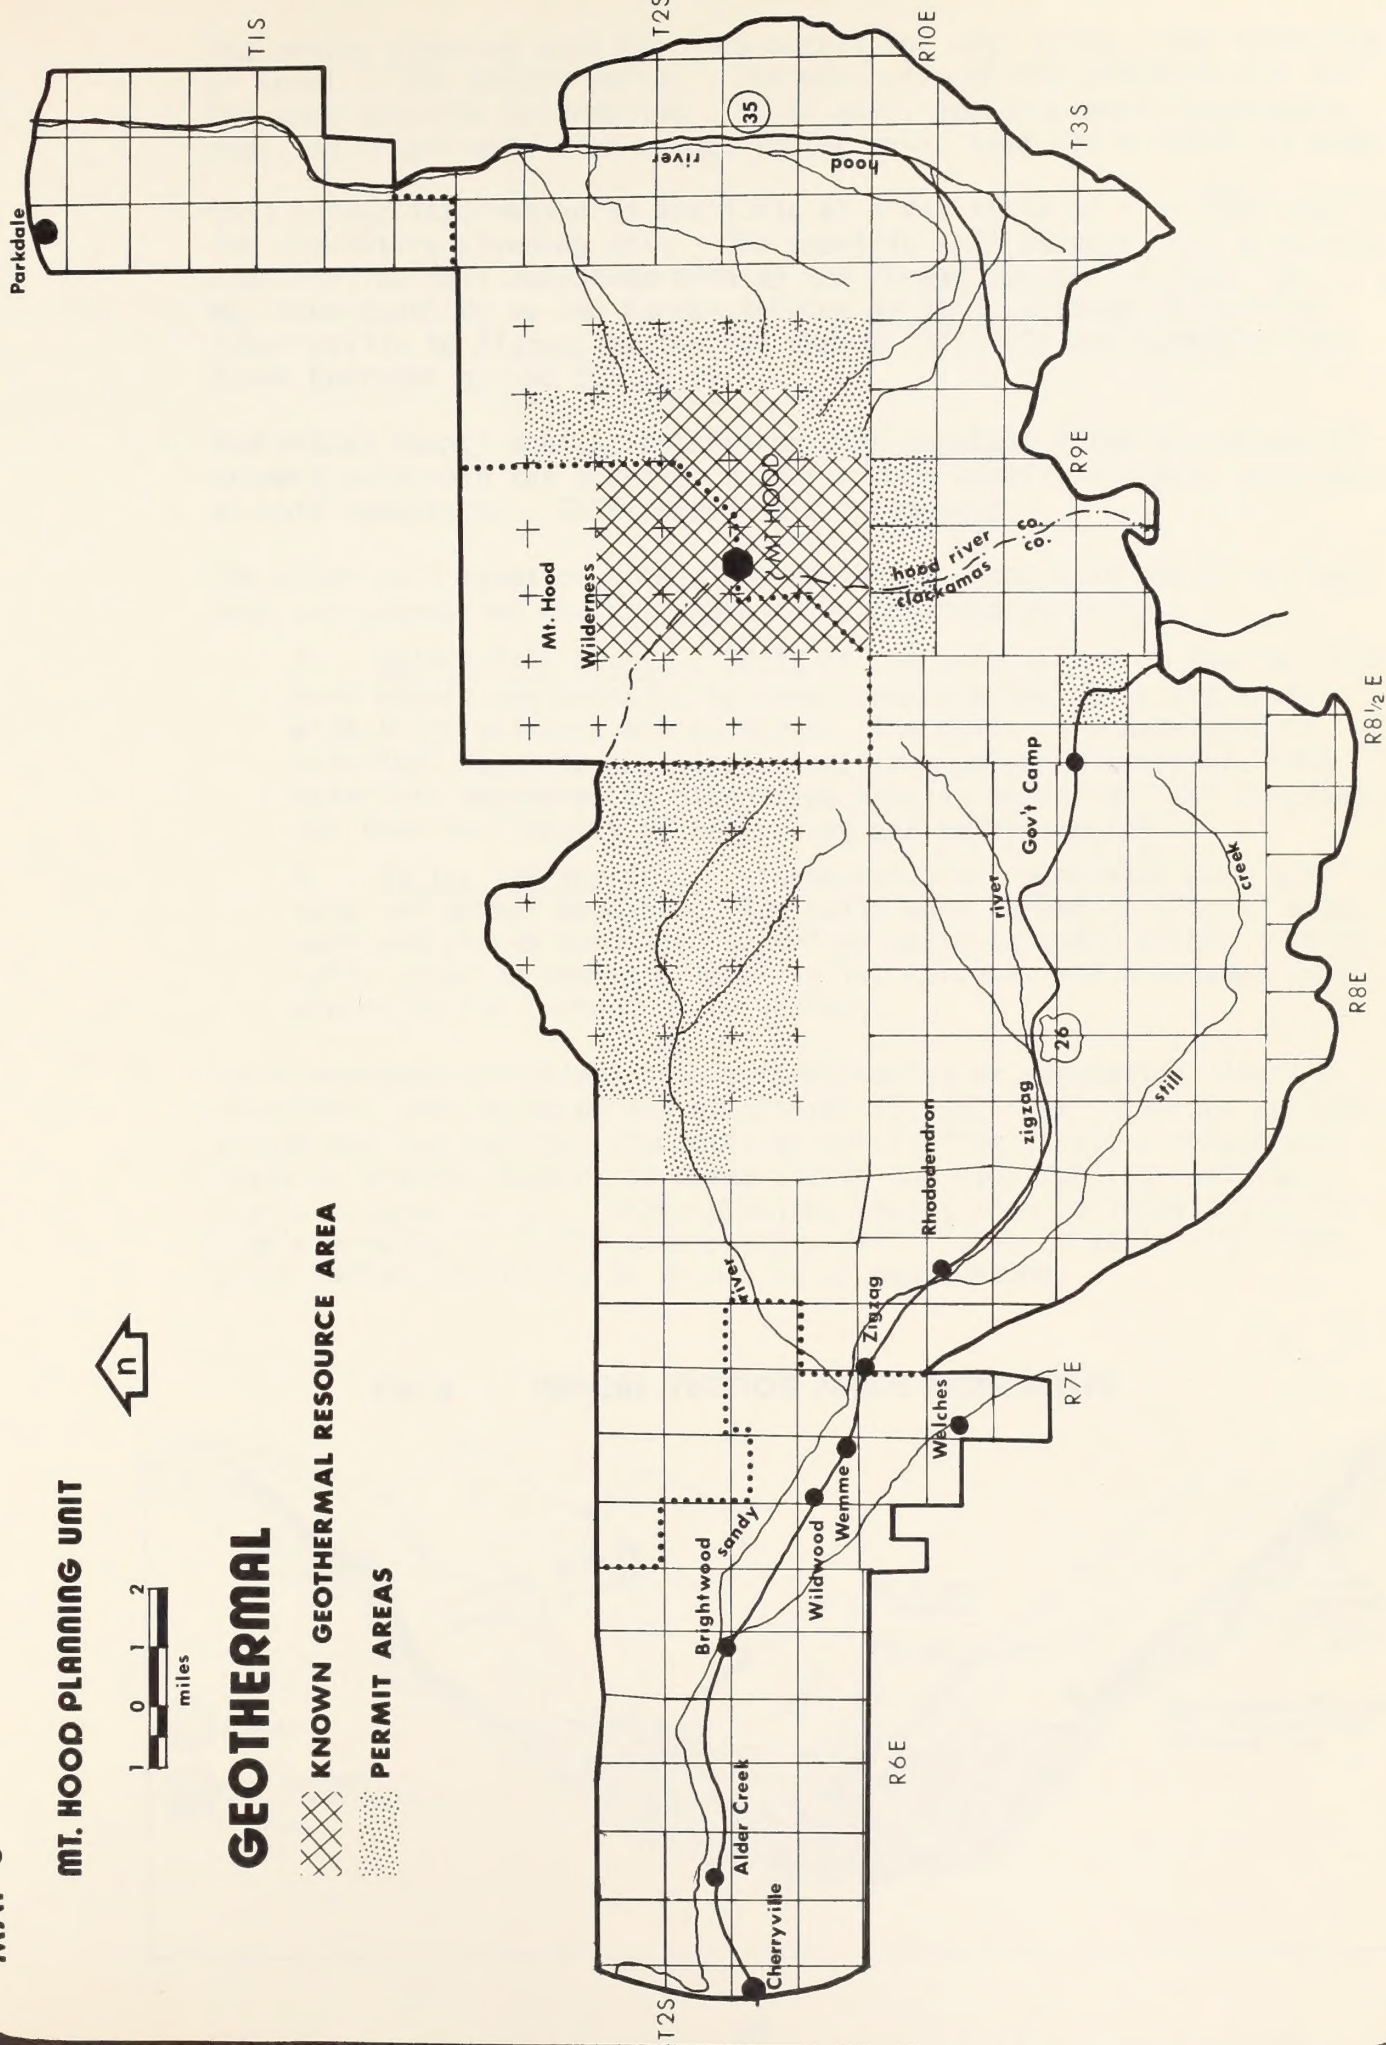 MT. HOOD PLANNING UNIT
1 0 1 2
miles
n
GEOTHERMAL
KNOWN GEOTHERMAL RESOURCE AREA
PERMIT AREAS
Parkdale
T1S
T2S
R10E
T3S
35
river
hood
R9E
Mt. Hood
Wilderness
MT HOOD
hood river co.
clackamas co.
R8½E
Gov't Camp
river
creek
R8E
26
zigzag
still
Rhododendron
river
Zigzag
Welches
R7E
Wemme
Wildwood
sandy
Brightwood
R6E
Alder Creek
Cherryville
T2S